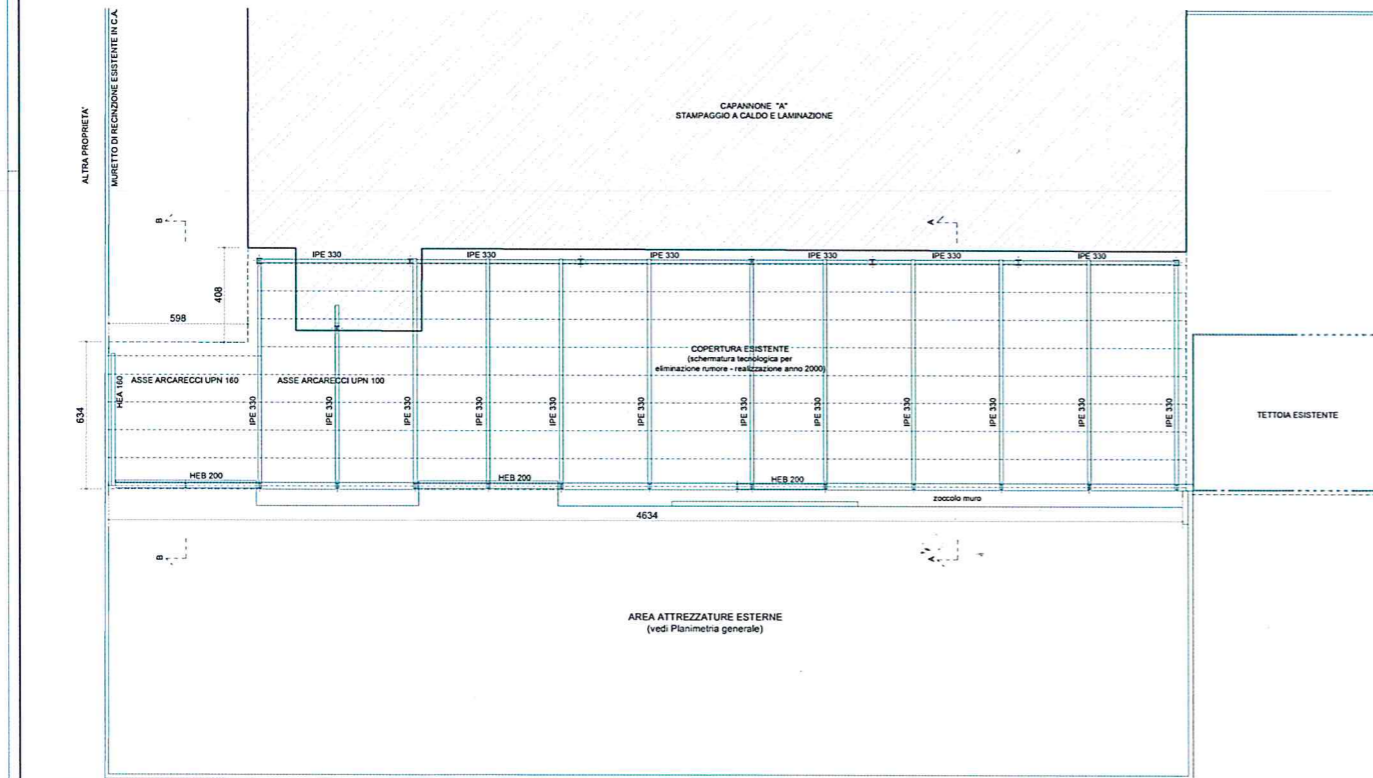 ALTRA PROPRIETA'
MURETTO DI RECINZIONE ESISTENTE IN C.A.
CAPANNONE "A"
STAMPAGGIO A CALDO E LAMINAZIONE
B
IPE 330
IPE 330
IPE 330
IPE 330
IPE 330
IPE 330
408
598
COPERTURA ESISTENTE
(schermatura tecnologica per
eliminazione rumore - realizzazione anno 2000)
634
HEA 160
ASSE ARCARECCI UPN 160
ASSE ARCARECCI UPN 100
IPE 330
IPE 330
IPE 330
IPE 330
IPE 330
IPE 330
IPE 330
IPE 330
IPE 330
IPE 330
IPE 330
IPE 330
TETTOIA ESISTENTE
HEB 200
HEB 200
HEB 200
zoccolo muro
4634
B
AREA ATTREZZATURE ESTERNE
(vedi Planimetria generale)